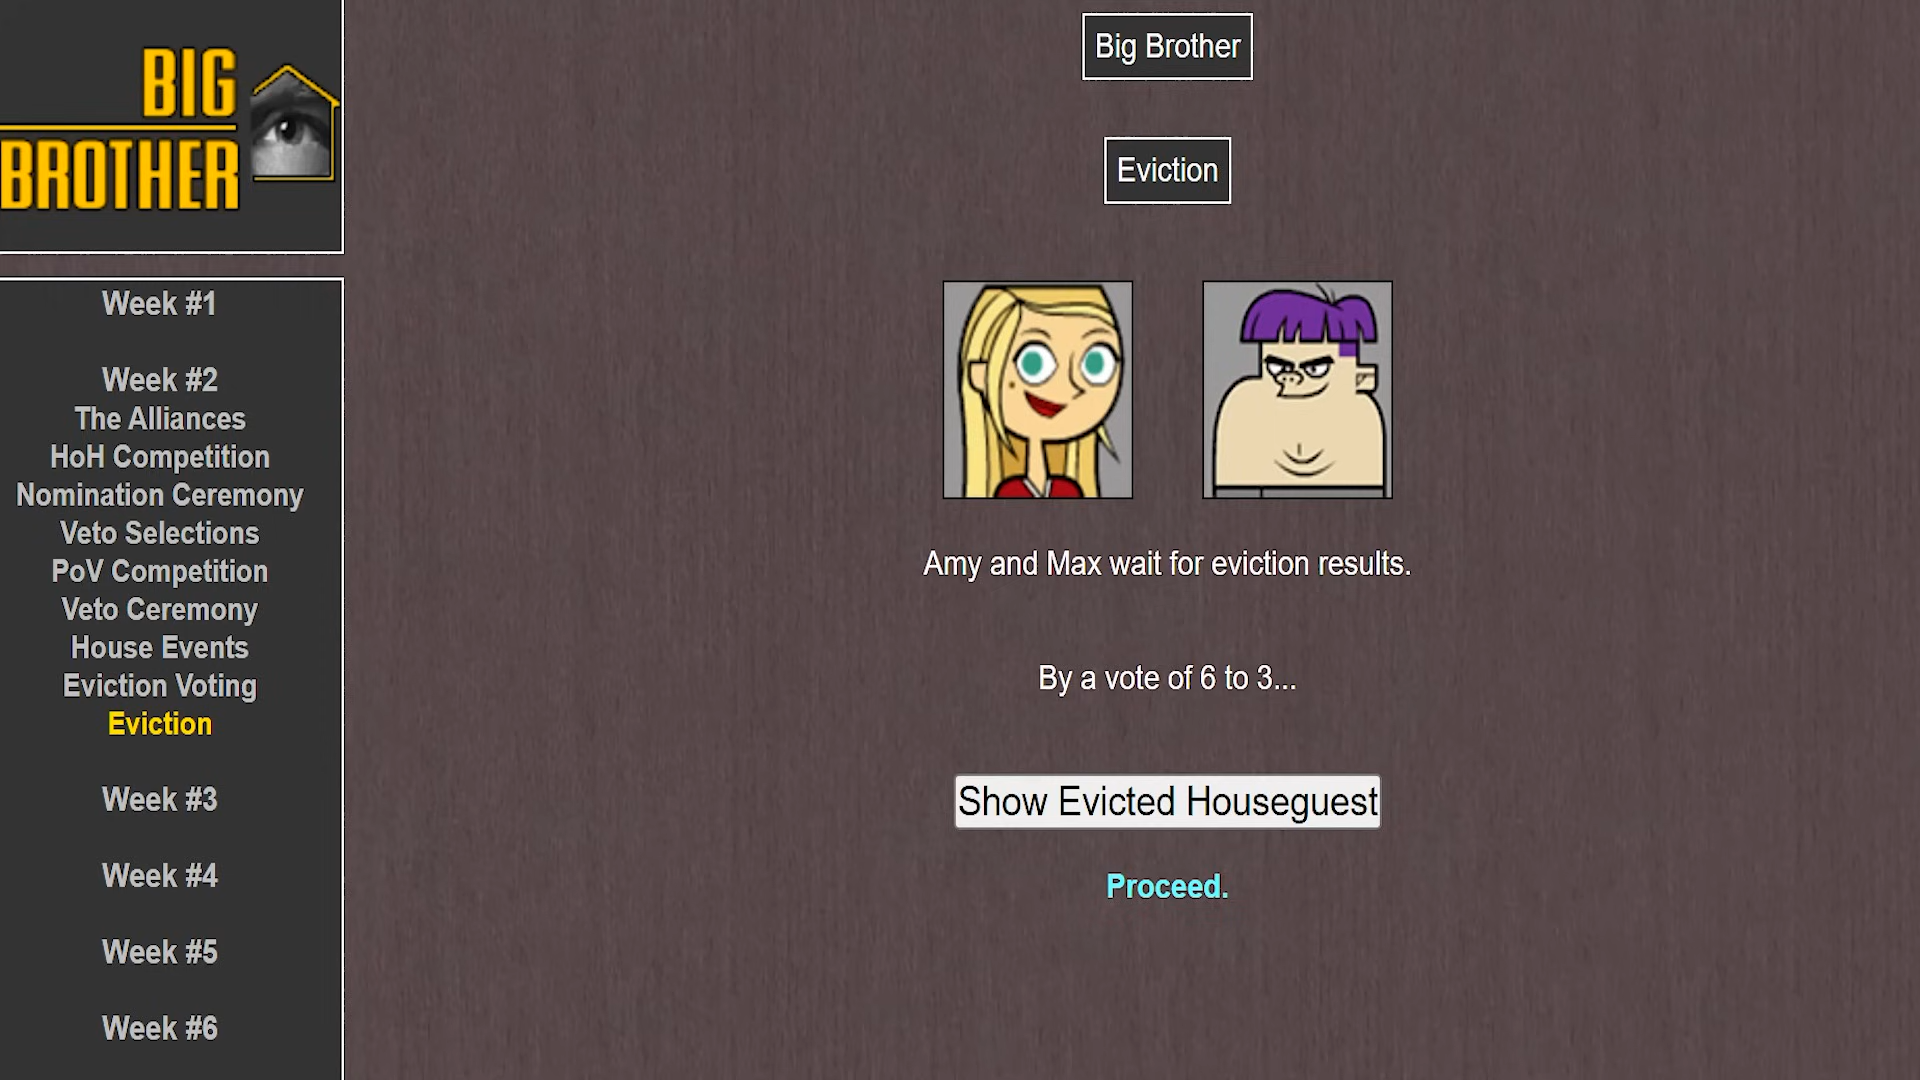 BIG
BROTHER
Week #1
Week #2
The Alliances
HoH Competition
Nomination Ceremony
Veto Selections
PoV Competition
Veto Ceremony
House Events
Eviction Voting
Eviction
Week #3
Week #4
Week #5
Week #6
Big Brother
Eviction
Amy and Max wait for eviction results.
By a vote of 6 to 3...
Show Evicted Houseguest
Proceed.